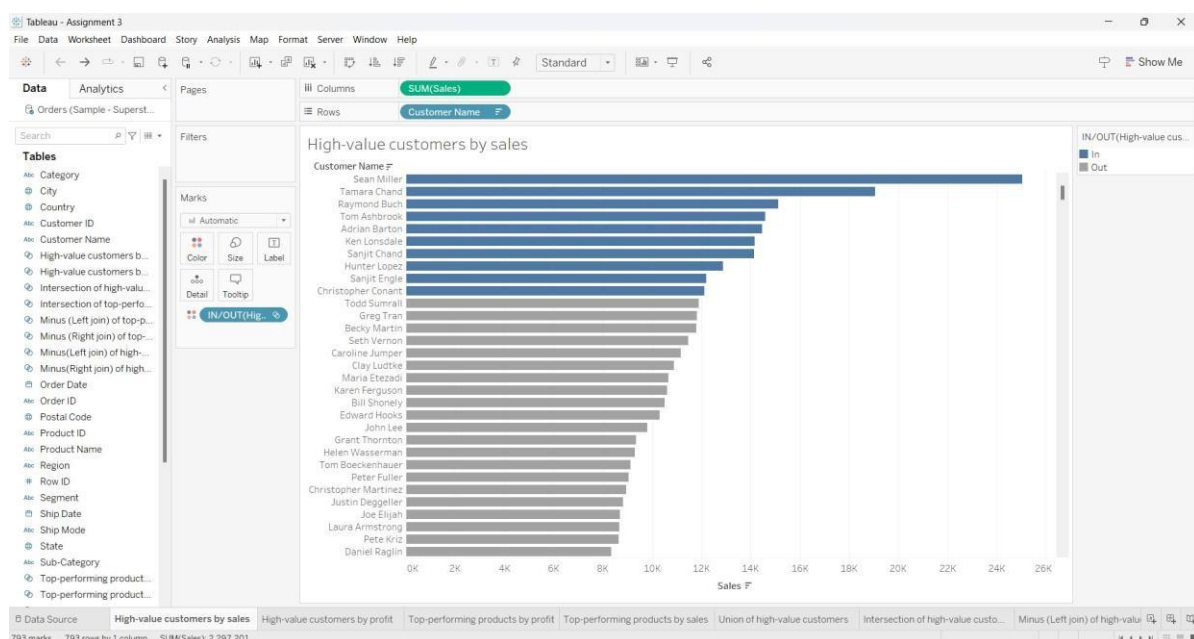 Tableau - Assignment 3
File Data Worksheet Dashboard Story Analysis Map Format Server Window Help
Standard
Show Me
Data Analytics
Pages
Columns
SUM(Sales)
Orders (Sample - Superst...
Rows
Customer Name
Search
Tables
Abc Category
City
Country
Abc Customer ID
Abc Customer Name
High-value customers b...
High-value customers b...
Intersection of high-valu...
Intersection of top-perfo...
Minus (Left join) of top-p...
Minus (Right join) of top-...
Minus(Left join) of high-...
Minus(Right join) of high...
Order Date
Abc Order ID
Postal Code
Abc Product ID
Abc Product Name
Abc Region
# Row ID
Abc Segment
Ship Date
Abc Ship Mode
State
Abc Sub-Category
Top-performing product...
Top-performing product...
Filters
Marks
Automatic
Color Size Label
Detail Tooltip
IN/OUT(Hig..
High-value customers by sales
Customer Name
Sean Miller
Tamara Chand
Raymond Buch
Tom Ashbrook
Adrian Barton
Ken Lonsdale
Sanjit Chand
Hunter Lopez
Sanjit Engle
Christopher Conant
Todd Sumrall
Greg Tran
Becky Martin
Seth Vernon
Caroline Jumper
Clay Ludtke
Maria Etezadi
Karen Ferguson
Bill Shonely
Edward Hooks
John Lee
Grant Thornton
Helen Wasserman
Tom Boeckenhauer
Peter Fuller
Christopher Martinez
Justin Deggeller
Joe Elijah
Laura Armstrong
Pete Kriz
Daniel Raglin
0K 2K 4K 6K 8K 10K 12K 14K 16K 18K 20K 22K 24K 26K
Sales
IN/OUT(High-value cus...
In
Out
Data Source High-value customers by sales High-value customers by profit Top-performing products by profit Top-performing products by sales Union of high-value customers Intersection of high-value custo... Minus (Left join) of high-valu
793 marks 793 rows by 1 column SUM(Sales): 2,297,201